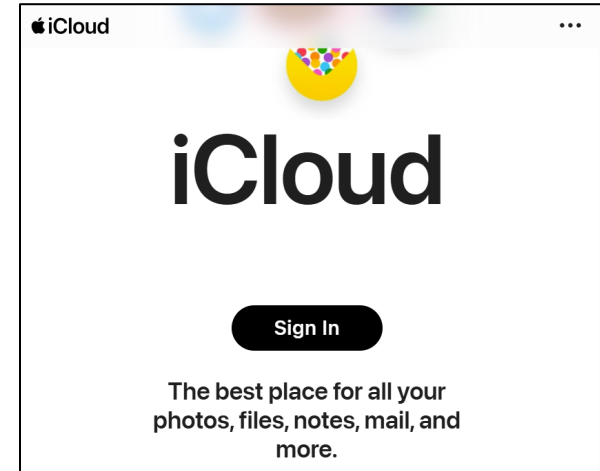 iCloud
iCloud
Sign In
The best place for all your
photos, files, notes, mail, and
more.